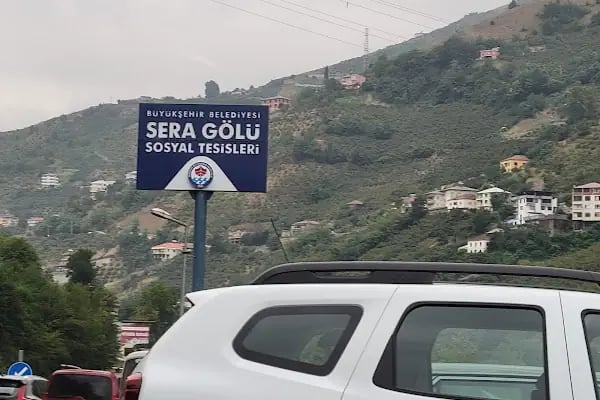 BÜYÜKŞEHİR BELEDİYESİ
SERA GÖLÜ
SOSYAL TESİSLERİ